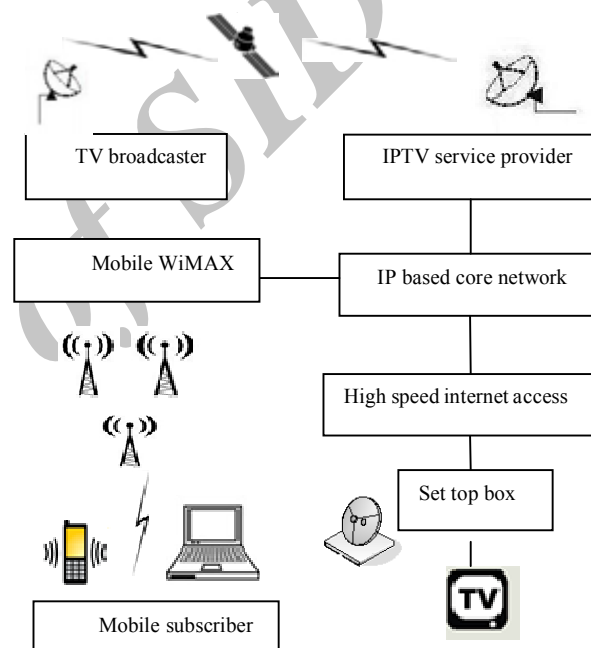 TV broadcaster
IPTV service provider
Mobile WiMAX
IP based core network
High speed internet access
Set top box
TV
Mobile subscriber